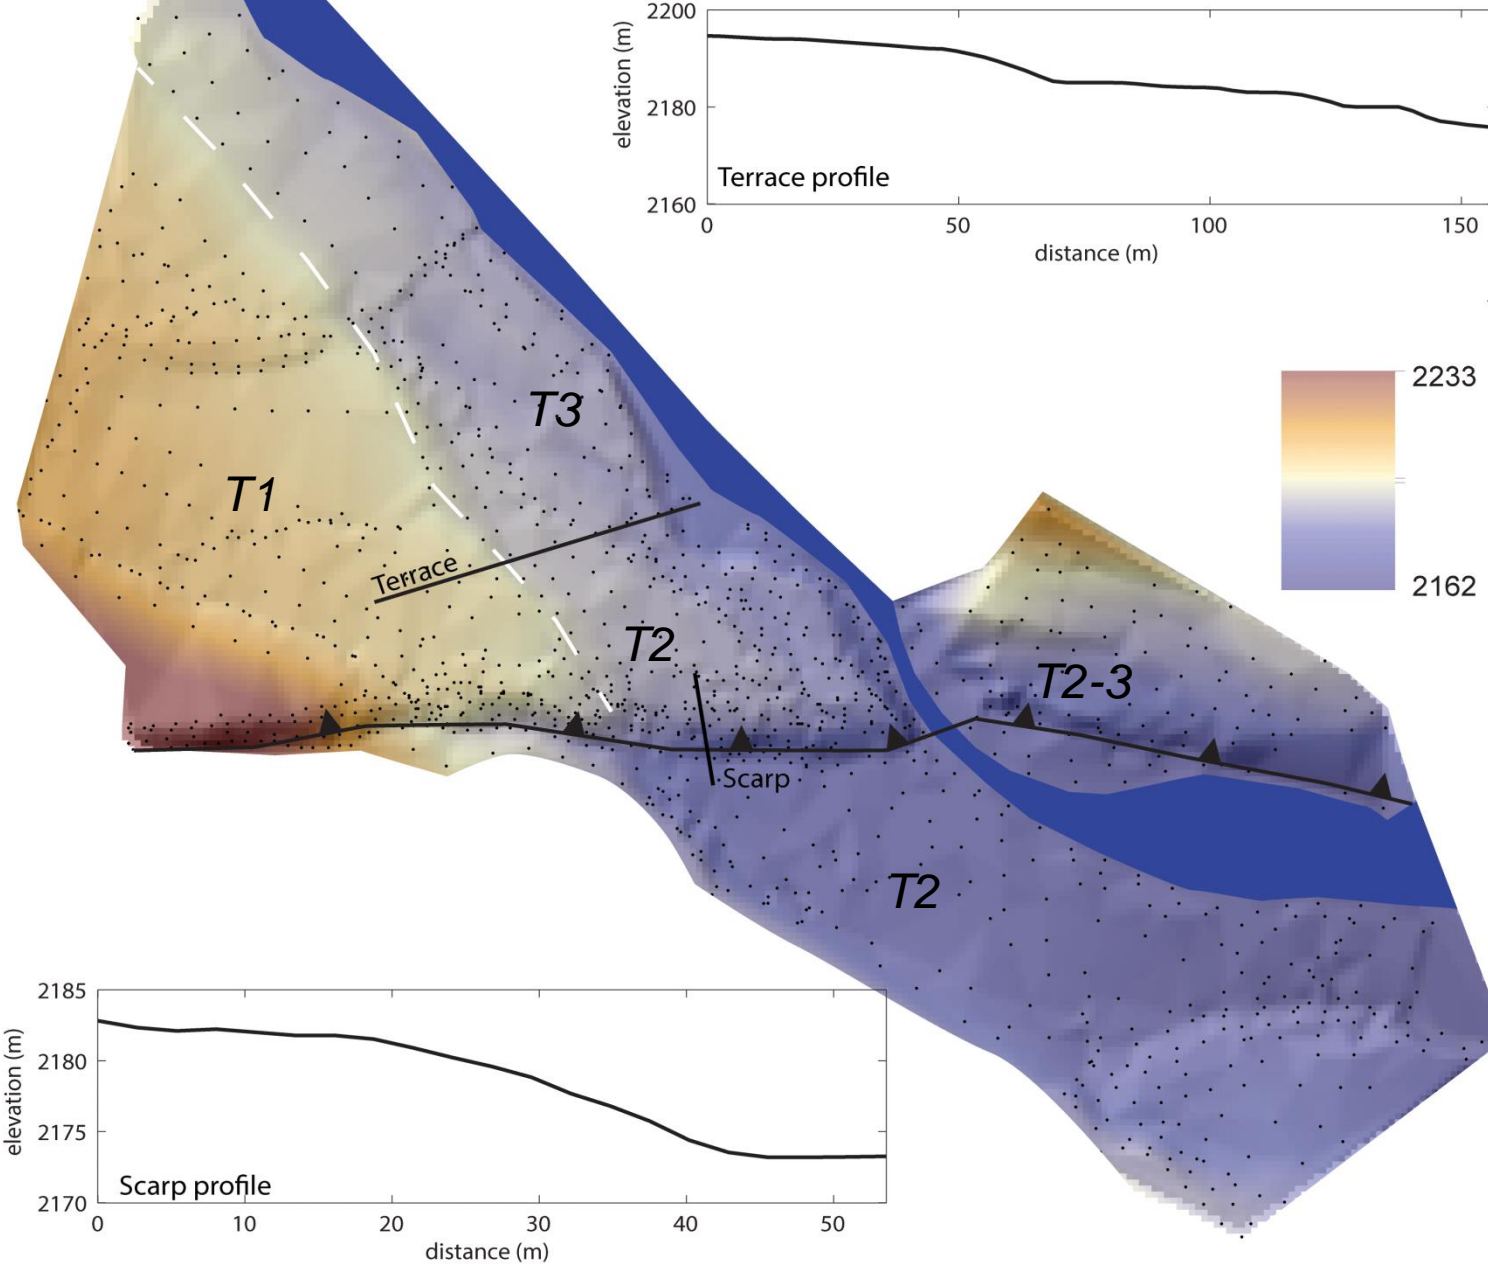 2200
2180
2160
elevation (m)
Terrace profile
0
50
100
150
distance (m)
T3
2233
T1
2162
Terrace
T2
T2-3
Scarp
T2
2185
2180
2175
2170
elevation (m)
Scarp profile
0
10
20
30
40
50
distance (m)